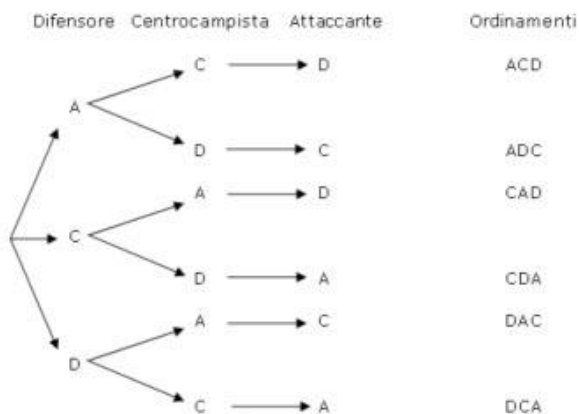 Difensore Centrocampista Attaccante Ordinamenti
C D ACD
A
D C ADC
A D CAD
C
D A CDA
A C DAC
D
C A DCA